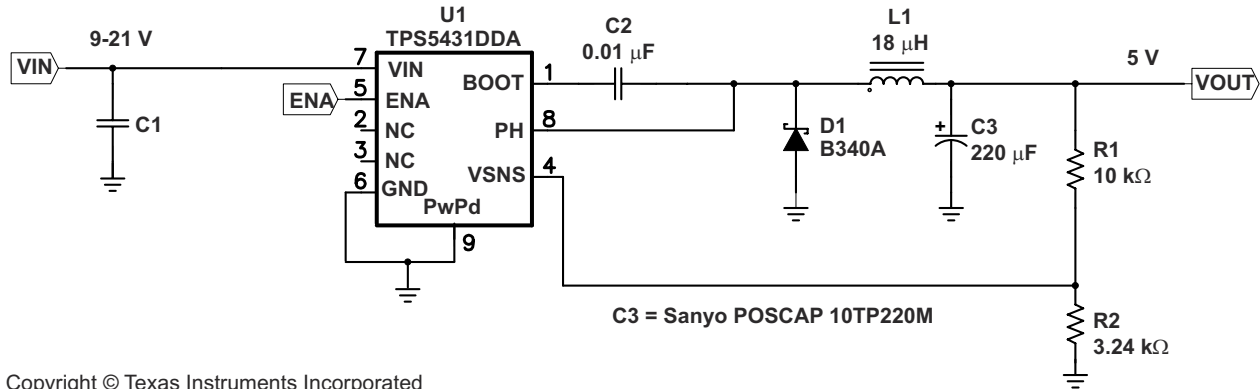 U1
TPS5431DDA
C2
0.01 μF
L1
18 μH
9-21 V
5 V
VIN
7
VIN
BOOT
1
VOUT
ENA
5
ENA
C1
2
NC
PH
8
D1
B340A
C3
220 μF
+
R1
10 kΩ
3
NC
VSNS
4
6
GND
PwPd
9
C3 = Sanyo POSCAP 10TP220M
R2
3.24 kΩ
Copyright © Texas Instruments Incorporated